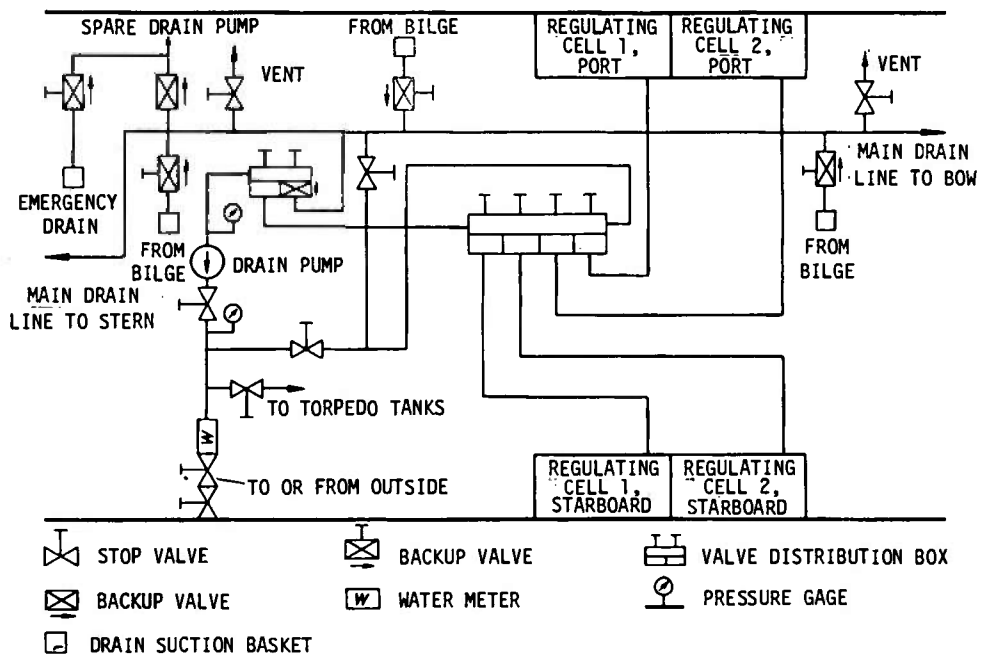 SPARE DRAIN PUMP
FROM BILGE
REGULATING
CELL 1,
PORT
REGULATING
CELL 2,
PORT
VENT
VENT
EMERGENCY
DRAIN
FROM
BILGE
DRAIN PUMP
MAIN DRAIN
LINE TO STERN
MAIN DRAIN
LINE TO BOW
FROM
BILGE
TO TORPEDO TANKS
W
TO OR FROM OUTSIDE
REGULATING
CELL 1,
STARBOARD
REGULATING
CELL 2,
STARBOARD
STOP VALVE
BACKUP VALVE
VALVE DISTRIBUTION BOX
BACKUP VALVE
W
WATER METER
PRESSURE GAGE
DRAIN SUCTION BASKET